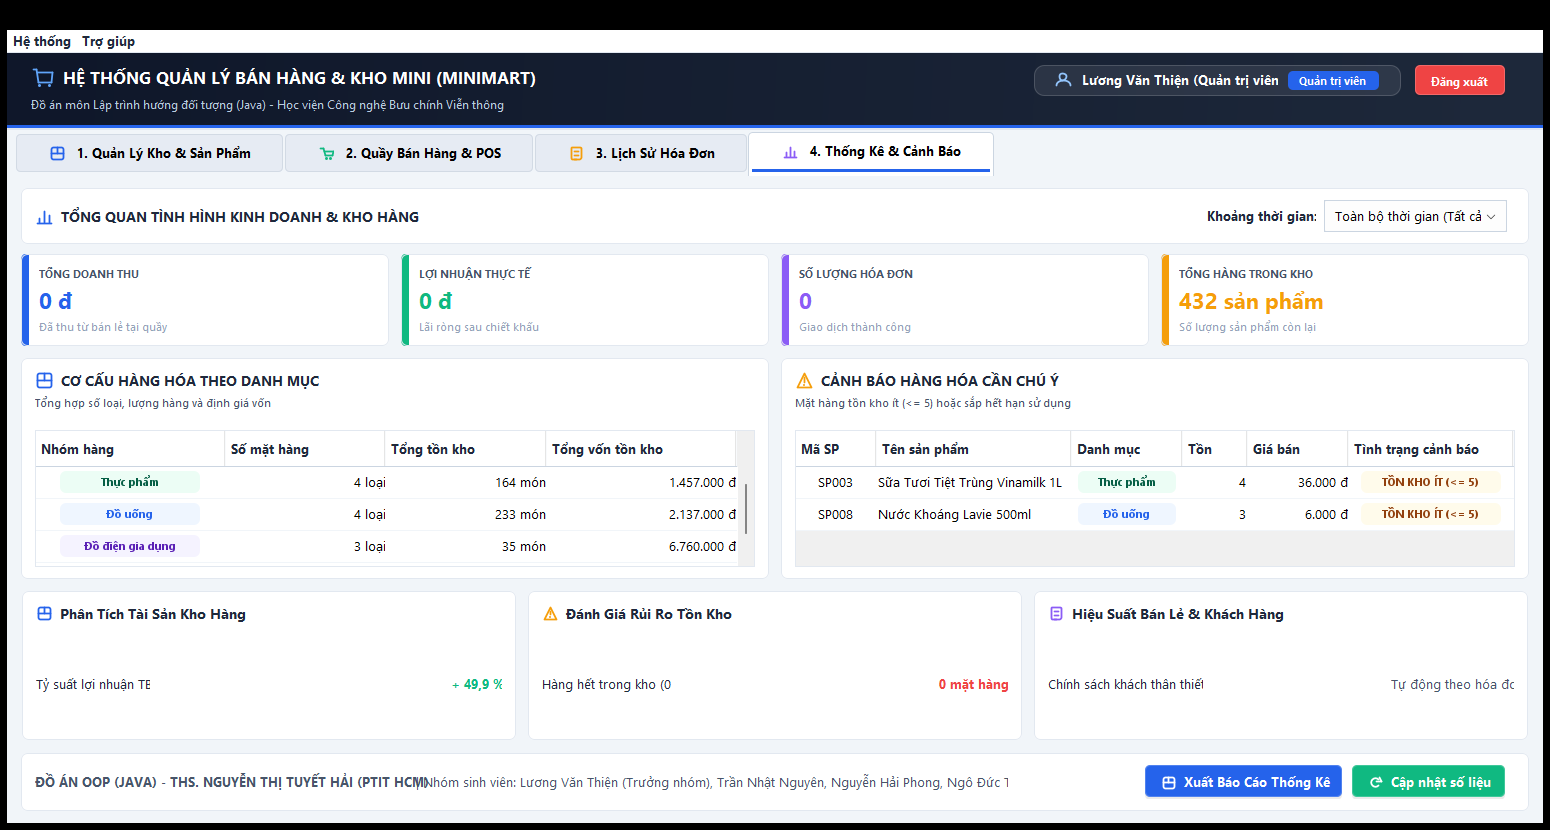 Hệ thống Trợ giúp
HỆ THỐNG QUẢN LÝ BÁN HÀNG & KHO MINI (MINIMART)
Đồ án môn Lập trình hướng đối tượng (Java) - Học viện Công nghệ Bưu chính Viễn thông
Lương Văn Thiện (Quản trị viên
Quản trị viên
Đăng xuất
1. Quản Lý Kho & Sản Phẩm
2. Quầy Bán Hàng & POS
3. Lịch Sử Hóa Đơn
4. Thống Kê & Cảnh Báo
TỔNG QUAN TÌNH HÌNH KINH DOANH & KHO HÀNG
Khoảng thời gian: Toàn bộ thời gian (Tất cả
TỔNG DOANH THU
0 đ
Đã thu từ bán lẻ tại quầy
LỢI NHUẬN THỰC TẾ
0 đ
Lãi ròng sau chiết khấu
SỐ LƯỢNG HÓA ĐƠN
0
Giao dịch thành công
TỔNG HÀNG TRONG KHO
432 sản phẩm
Số lượng sản phẩm còn lại
CƠ CẤU HÀNG HÓA THEO DANH MỤC
Tổng hợp số loại, lượng hàng và định giá vốn
Nhóm hàng Số mặt hàng Tổng tồn kho Tổng vốn tồn kho
Thực phẩm 4 loại 164 món 1.457.000 đ
Đồ uống 4 loại 233 món 2.137.000 đ
Đồ điện gia dụng 3 loại 35 món 6.760.000 đ
CẢNH BÁO HÀNG HÓA CẦN CHÚ Ý
Mặt hàng tồn kho ít (<= 5) hoặc sắp hết hạn sử dụng
Mã SP Tên sản phẩm Danh mục Tồn Giá bán Tình trạng cảnh báo
SP003 Sữa Tươi Tiệt Trùng Vinamilk 1L Thực phẩm 4 36.000 đ TỒN KHO ÍT (<= 5)
SP008 Nước Khoáng Lavie 500ml Đồ uống 3 6.000 đ TỒN KHO ÍT (<= 5)
Phân Tích Tài Sản Kho Hàng
Tỷ suất lợi nhuận TB + 49,9 %
Đánh Giá Rủi Ro Tồn Kho
Hàng hết trong kho (0 0 mặt hàng
Hiệu Suất Bán Lẻ & Khách Hàng
Chính sách khách thân thiết Tự động theo hóa đơ
ĐỒ ÁN OOP (JAVA) - THS. NGUYỄN THỊ TUYẾT HẢI (PTIT HCM)
Nhóm sinh viên: Lương Văn Thiện (Trưởng nhóm), Trần Nhật Nguyên, Nguyễn Hải Phong, Ngô Đức
Xuất Báo Cáo Thống Kê
Cập nhật số liệu